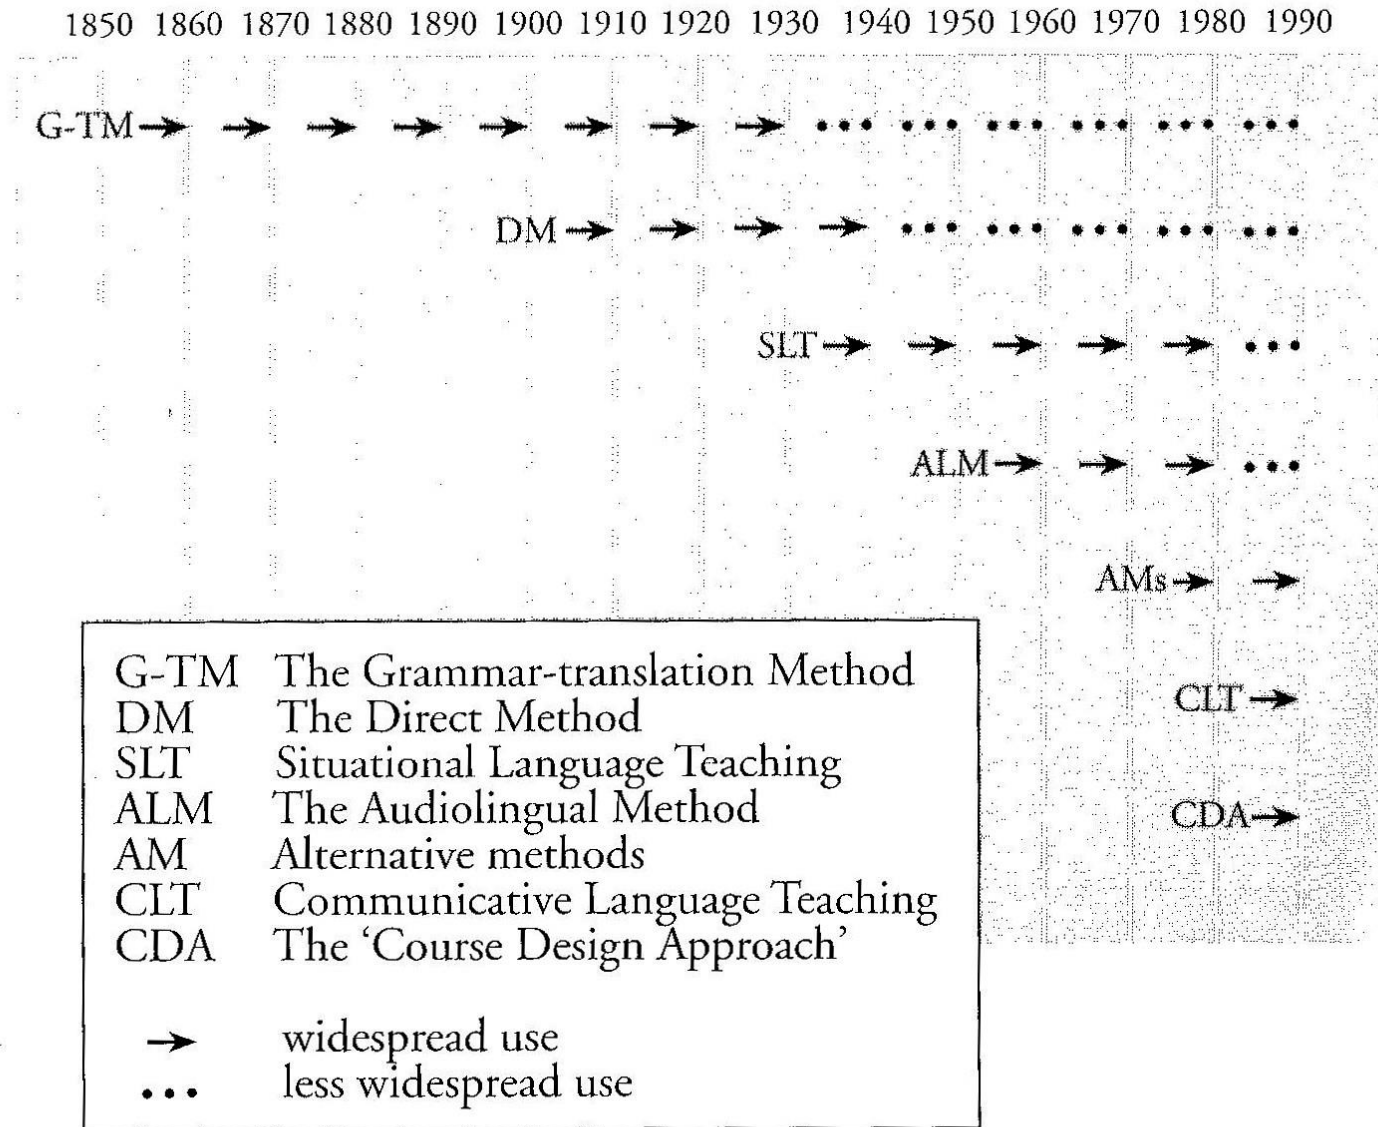 1850 1860 1870 1880 1890 1900 1910 1920 1930 1940 1950 1960 1970 1980 1990
G-TM
DM
SLT
ALM
AMs
CLT
CDA
G-TM The Grammar-translation Method
DM The Direct Method
SLT Situational Language Teaching
ALM The Audiolingual Method
AM Alternative methods
CLT Communicative Language Teaching
CDA The ‘Course Design Approach’
→ widespread use
••• less widespread use